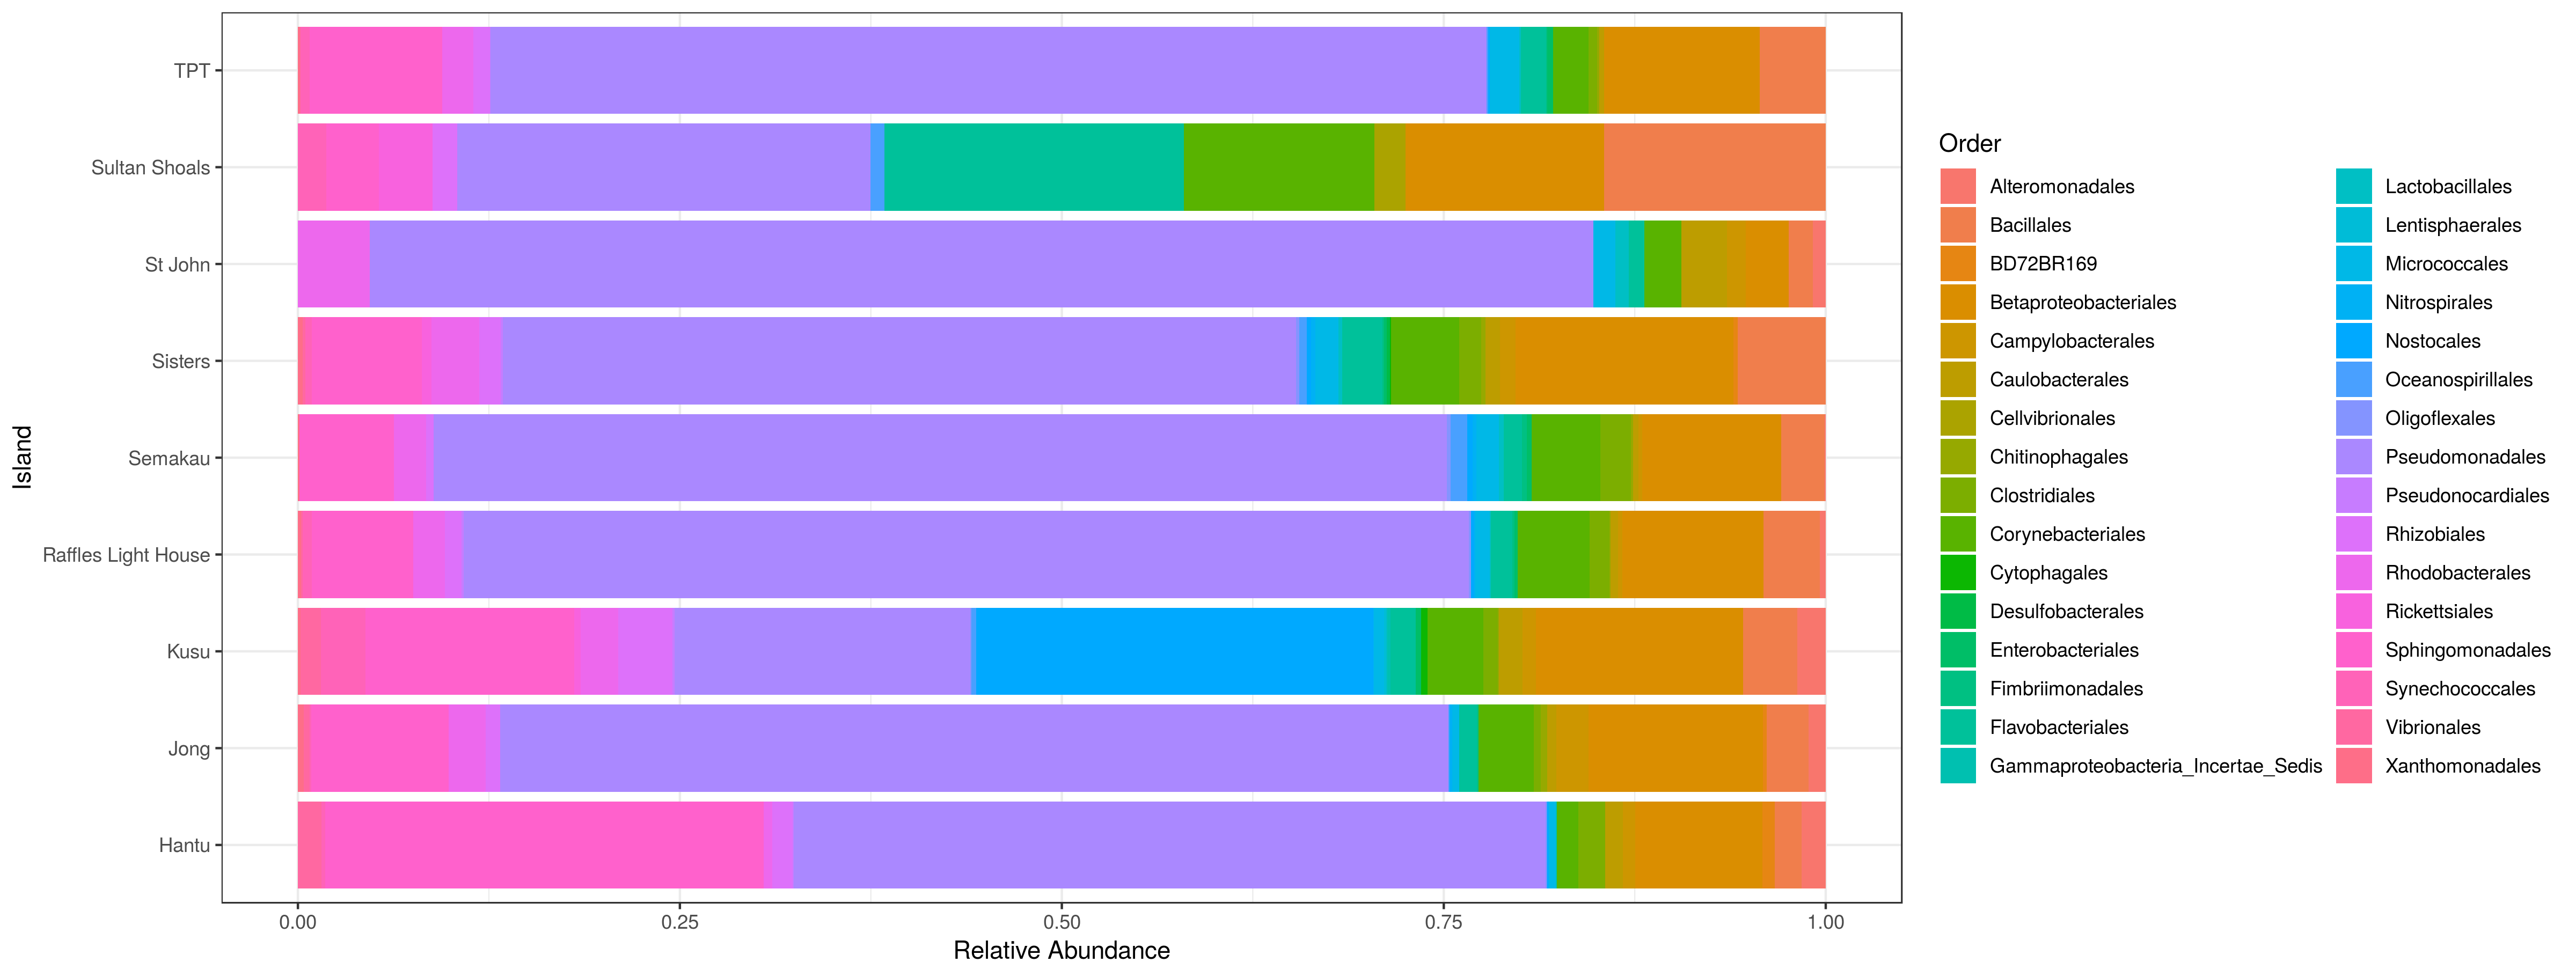 TPT
Sultan Shoals
St John
Sisters
Semakau
Raffles Light House
Kusu
Jong
Hantu
Island
0.00
0.25
0.50
0.75
1.00
Relative Abundance
Order
Alteromonadales
Bacillales
BD72BR169
Betaproteobacteriales
Campylobacterales
Caulobacterales
Cellvibrionales
Chitinophagales
Clostridiales
Corynebacteriales
Cytophagales
Desulfobacterales
Enterobacteriales
Fimbriimonadales
Flavobacteriales
Gammaproteobacteria_Incertae_Sedis
Lactobacillales
Lentisphaerales
Micrococcales
Nitrospirales
Nostocales
Oceanospirillales
Oligoflexales
Pseudomonadales
Pseudonocardiales
Rhizobiales
Rhodobacterales
Rickettsiales
Sphingomonadales
Synechococcales
Vibrionales
Xanthomonadales